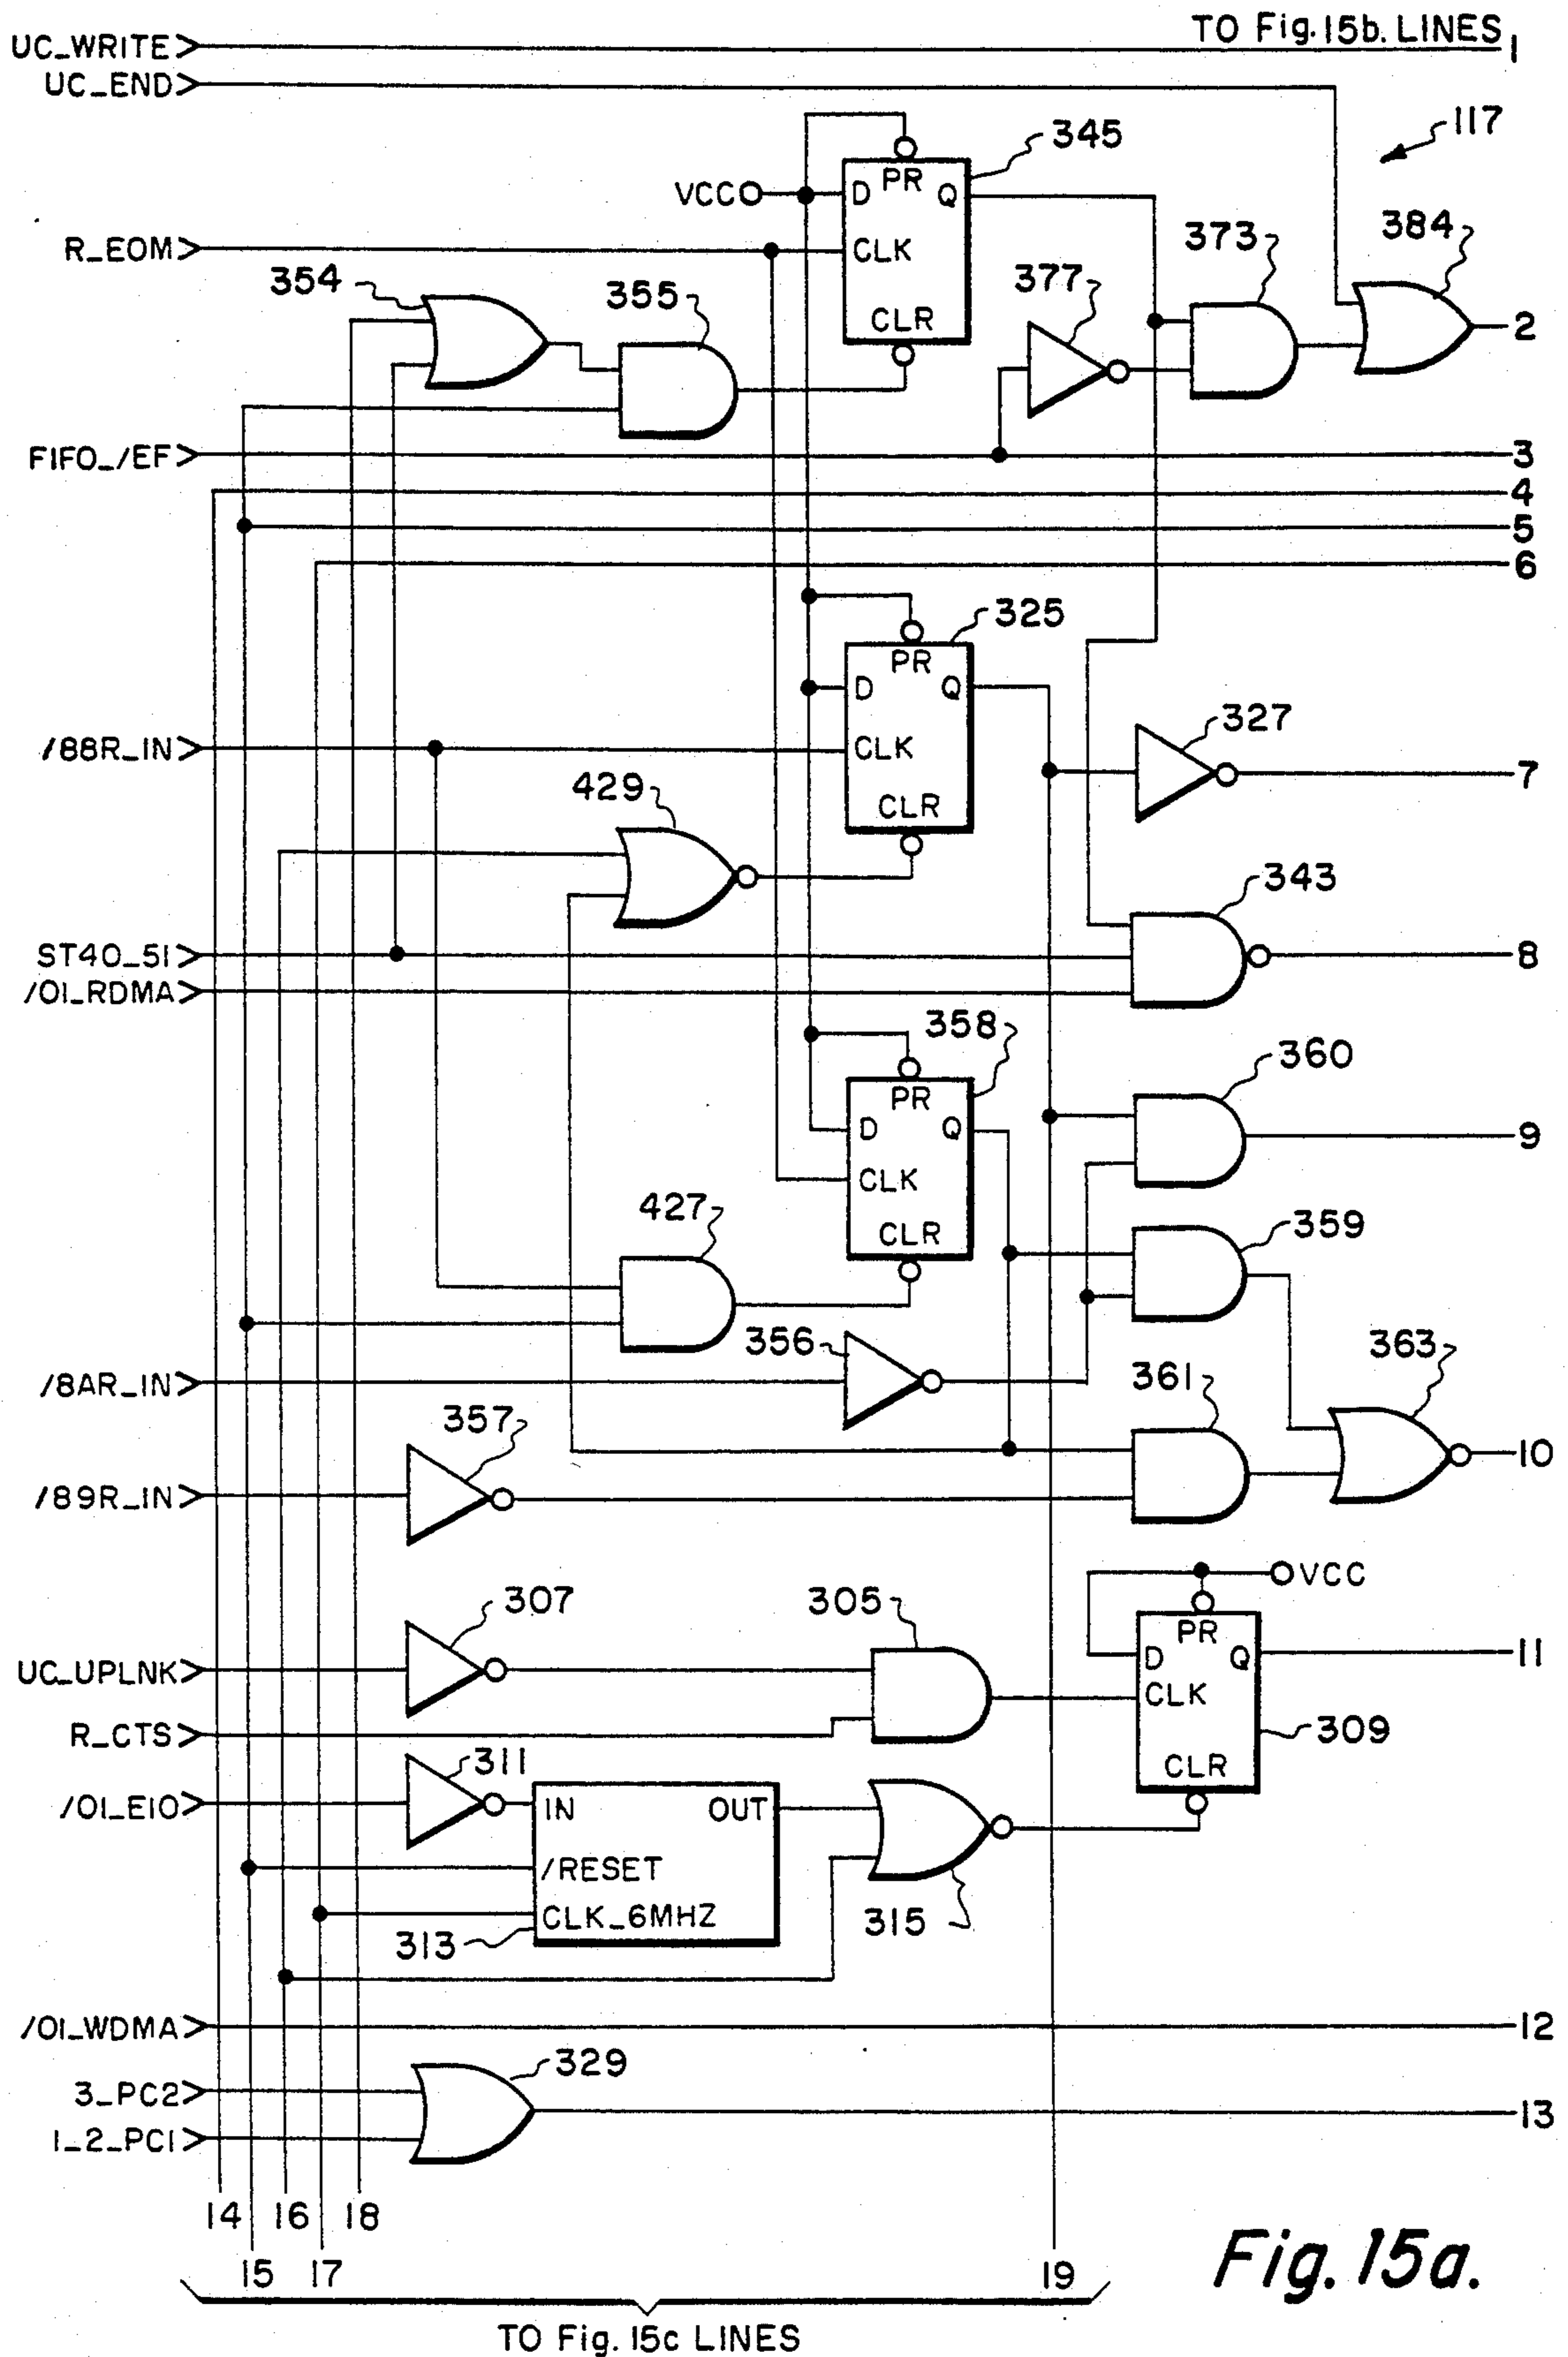 TO Fig.15b. LINES
UC_WRITE
1
UC_END
117
345
PR
VCC
D
Q
384
373
R_EOM
CLK
377
354
355
CLR
2
FIFO_/EF
3
4
5
6
325
PR
D
Q
327
/88R_IN
CLK
7
429
CLR
343
ST40_51
8
/01_RDMA
358
360
PR
D
Q
9
CLK
427
359
CLR
356
363
361
/8AR_IN
357
10
/89R_IN
VCC
307
305
PR
UC_UPLNK
D
Q
11
CLK
R_CTS
309
311
CLR
/01_E10
IN
OUT
/RESET
CLK_6MHZ
313
315
/01_WDMA
12
329
3_PC2
13
1_2_PC1
14
16
18
15
17
19
Fig. 15a.
TO Fig. 15c LINES